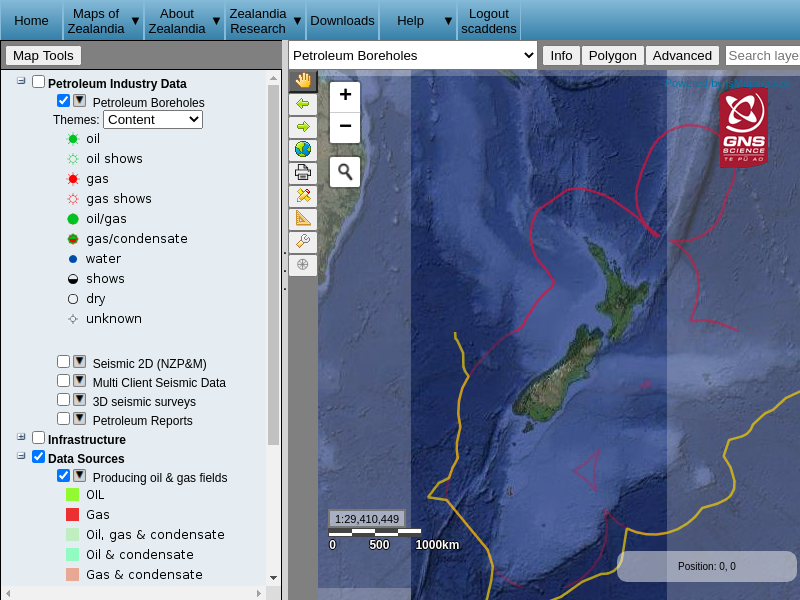 Home
Maps of
Zealandia ▼
About
Zealandia ▼
Zealandia
Research ▼
Downloads
Help ▼
Logout
scaddens
Map Tools
Petroleum Boreholes
Info
Polygon
Advanced
Search laye
Petroleum Industry Data
Petroleum Boreholes
Themes: Content
oil
oil shows
gas
gas shows
oil/gas
gas/condensate
water
shows
dry
unknown
Seismic 2D (NZP&M)
Multi Client Seismic Data
3D seismic surveys
Petroleum Reports
Infrastructure
Data Sources
Producing oil & gas fields
OIL
Gas
Oil, gas & condensate
Oil & condensate
Gas & condensate
+
−
GNS
SCIENCE
TE PŪ AO
1:29,410,449
0 500 1000km
Position: 0, 0